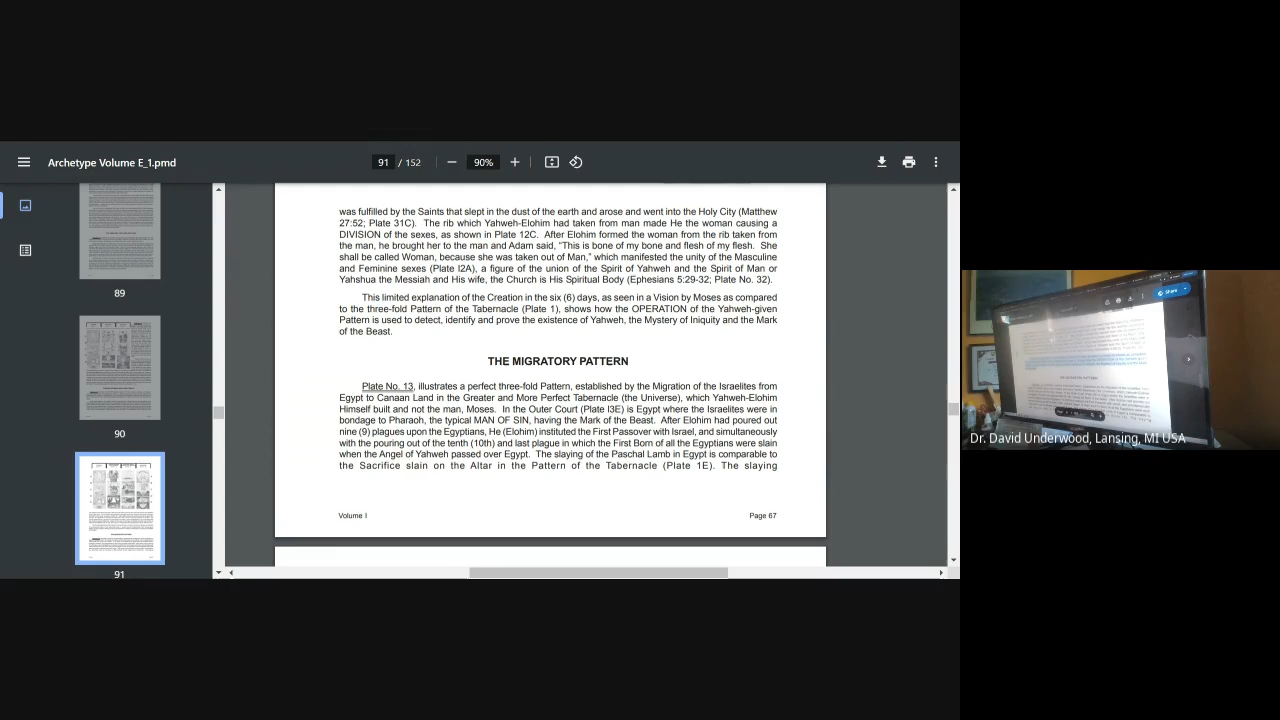 Archetype Volume E_1.pmd
91 / 152
90%
was fulfilled by the Saints that slept in the dust of the earth and arose and went into the Holy City (Matthew
27:52; Plate 31C). The rib which Yahweh-Elohim had taken from man made He the woman causing a
DIVISION of the sexes, as shown in Plate 12C. After Elohim formed the woman from the rib taken from
the man, he brought her to the man and Adam said, "This is bone of my bone and flesh of my flesh. She
shall be called Woman, because she was taken out of Man," which manifested the unity of the Masculine
and Feminine sexes (Plate I2A), a figure of the union of the Spirit of Yahweh and the Spirit of Man or
Yahshua the Messiah and His wife, the Church is His Spiritual Body (Ephesians 5:29-32; Plate No. 32).
This limited explanation of the Creation in the six (6) days, as seen in a Vision by Moses as compared
to the three-fold Pattern of the Tabernacle (Plate 1), shows how the OPERATION of the Yahweh-given
Pattern is used to detect, identify and prove the existence of Yahweh, the Mystery of Iniquity and the Mark
of the Beast.
THE MIGRATORY PATTERN
Plate No. 13, illustrates a perfect three-fold Pattern, established by the Migration of the Israelites from
Egypt to Canaan Land in the Greater and More Perfect Tabernacle (the Universe), which Yahweh-Elohim
Himself built and not the man, Moses. In the Outer Court (Plate I3E) is Egypt where the Israelites were in
bondage to Pharaoh, the typical MAN OF SIN, having the Mark of the Beast. After Elohim had poured out
nine (9) plagues upon the Egyptians, He (Elohim) instituted the First Passover with Israel, and simultaneously
with the pouring out of the tenth (10th) and last plague in which the First Born of all the Egyptians were slain
when the Angel of Yahweh passed over Egypt. The slaying of the Paschal Lamb in Egypt is comparable to
the Sacrifice slain on the Altar in the Pattern of the Tabernacle (Plate 1E). The slaying
Volume I
Page 67
89
90
91
Share
Dr. David Underwood, Lansing, MI USA